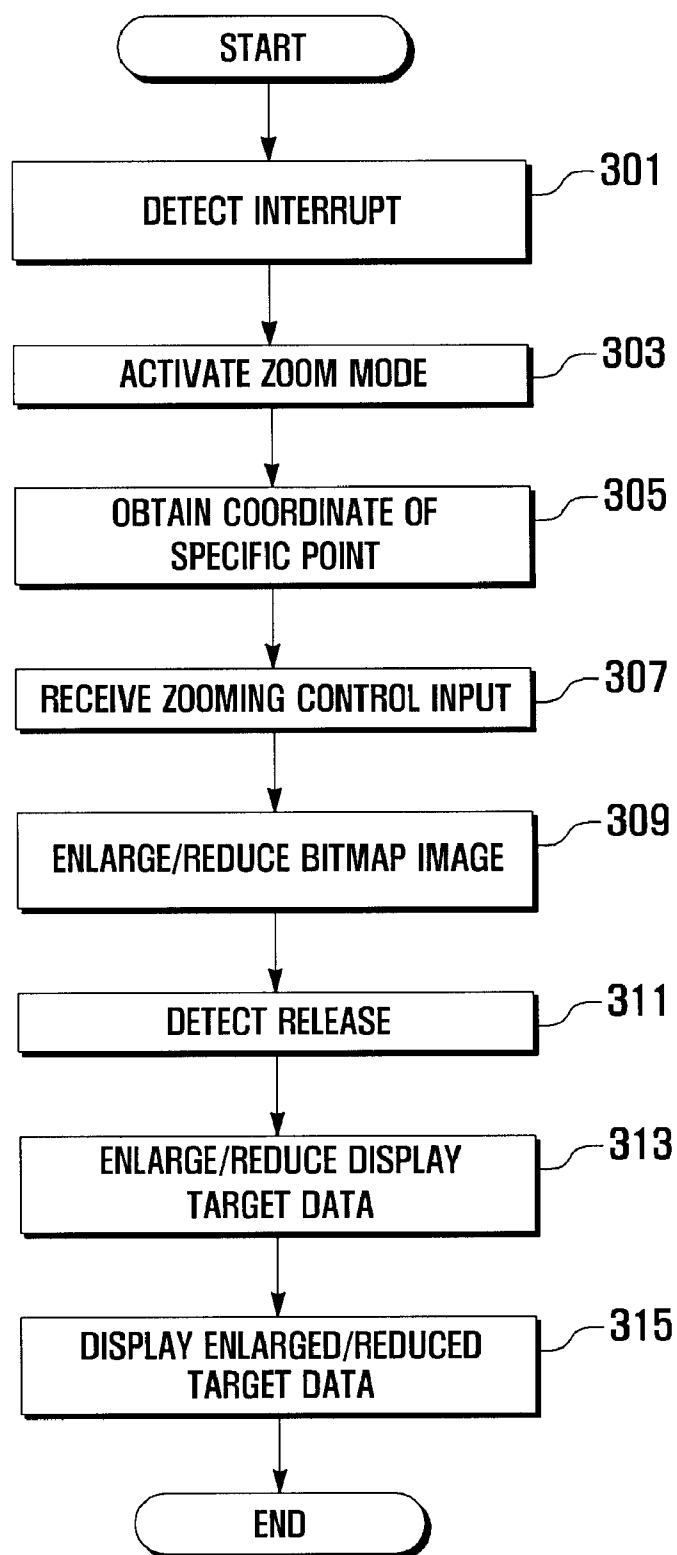 START
DETECT INTERRUPT
301
ACTIVATE ZOOM MODE
303
OBTAIN COORDINATE OF
SPECIFIC POINT
305
RECEIVE ZOOMING CONTROL INPUT
307
ENLARGE/REDUCE BITMAP IMAGE
309
DETECT RELEASE
311
ENLARGE/REDUCE DISPLAY
TARGET DATA
313
DISPLAY ENLARGED/REDUCED
TARGET DATA
315
END